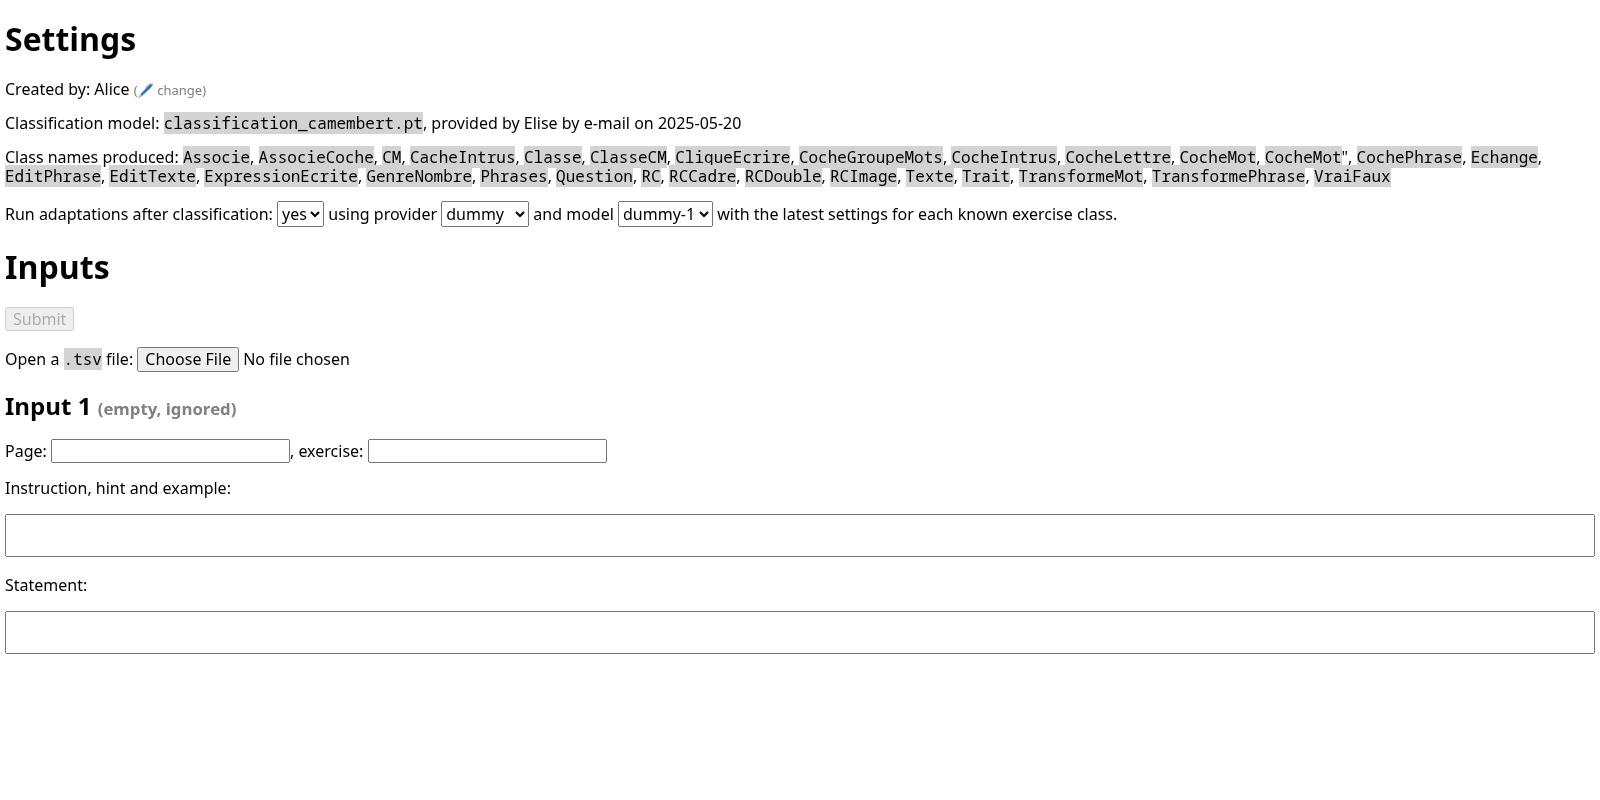 Settings
Created by: Alice (🖊️ change)
Classification model: classification_camembert.pt, provided by Elise by e-mail on 2025-05-20
Class names produced: Associe, AssocieCoche, CM, CacheIntrus, Classe, ClasseCM, CliqueEcrire, CocheGroupeMots, CocheIntrus, CocheLettre, CocheMot, CocheMot", CochePhrase, Echange,
EditPhrase, EditTexte, ExpressionEcrite, GenreNombre, Phrases, Question, RC, RCCadre, RCDouble, RCImage, Texte, Trait, TransformeMot, TransformePhrase, VraiFaux
Run adaptations after classification: yes using provider dummy and model dummy-1 with the latest settings for each known exercise class.
Inputs
Submit
Open a .tsv file: Choose File No file chosen
Input 1 (empty, ignored)
Page: , exercise:
Instruction, hint and example:
Statement: